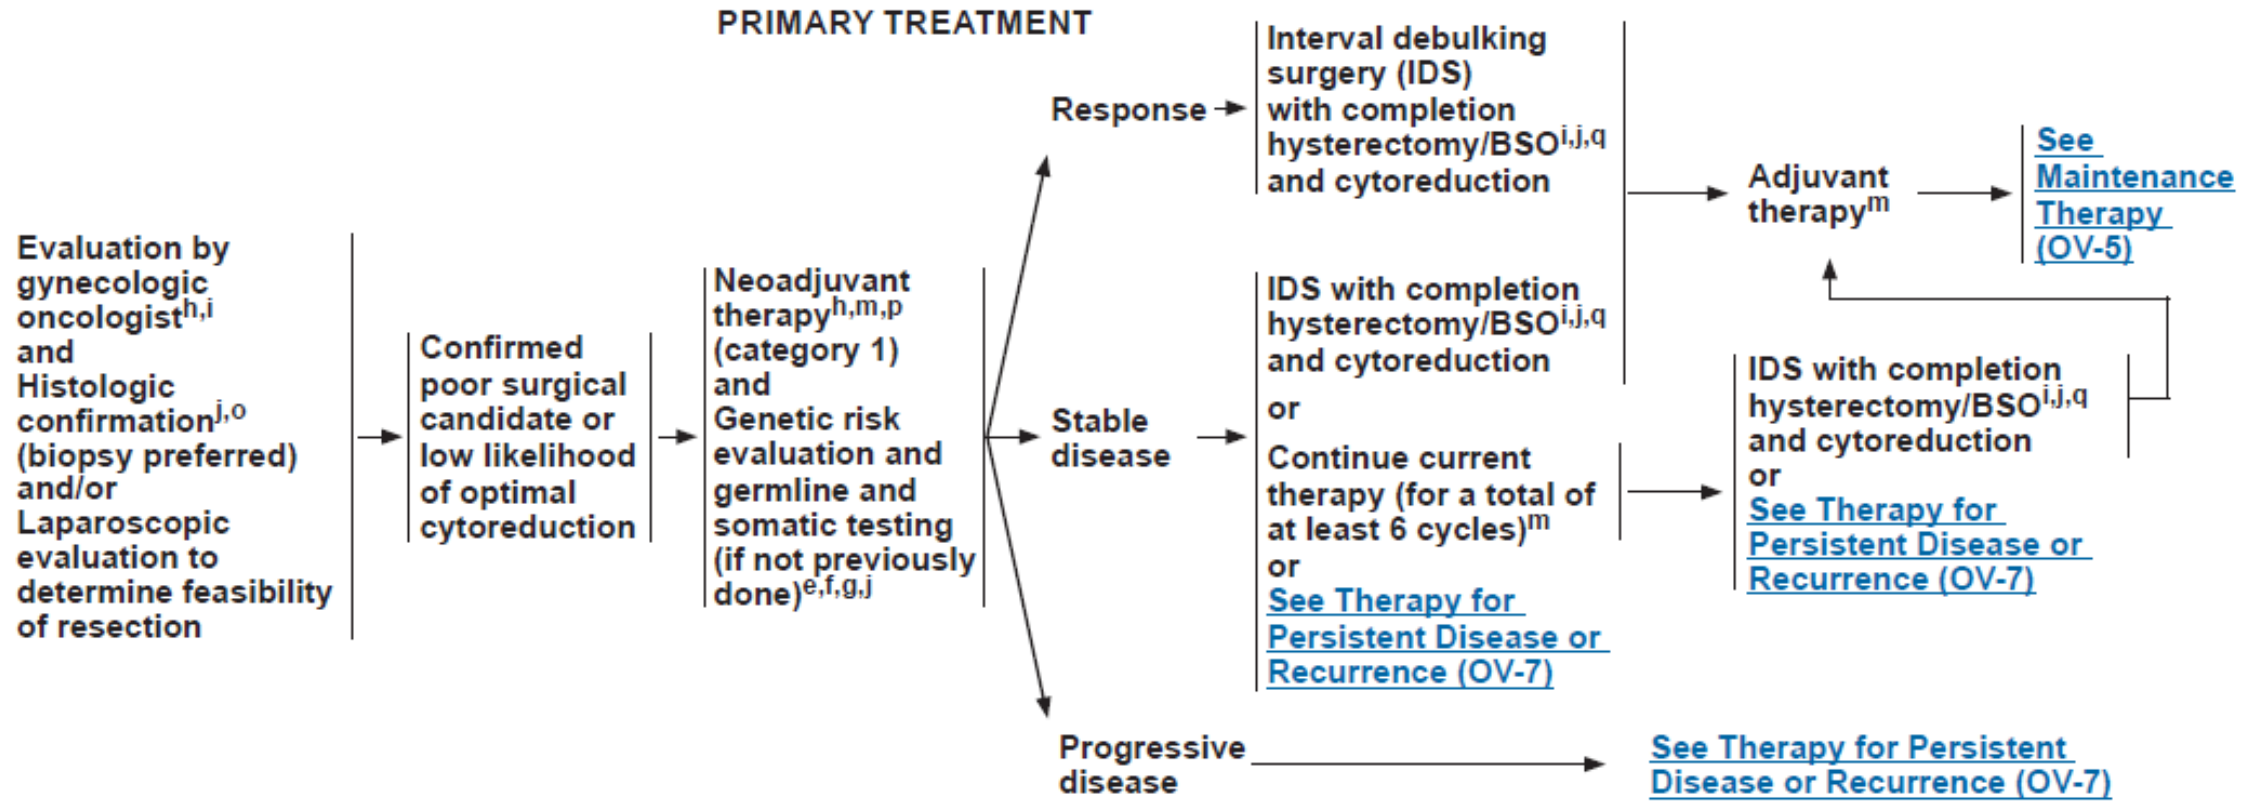 PRIMARY TREATMENT
Evaluation by
gynecologic
oncologisth,i
and
Histologic
confirmationj,o
(biopsy preferred)
and/or
Laparoscopic
evaluation to
determine feasibility
of resection
Confirmed
poor surgical
candidate or
low likelihood
of optimal
cytoreduction
Neoadjuvant
therapyh,m,p
(category 1)
and
Genetic risk
evaluation and
germline and
somatic testing
(if not previously
done)e,f,g,j
Response
Interval debulking
surgery (IDS)
with completion
hysterectomy/BSOi,j,q
and cytoreduction
Stable
disease
IDS with completion
hysterectomy/BSOi,j,q
and cytoreduction
or
Continue current
therapy (for a total of
at least 6 cycles)m
or
See Therapy for
Persistent Disease or
Recurrence (OV-7)
Adjuvant
therapym
See
Maintenance
Therapy
(OV-5)
IDS with completion
hysterectomy/BSOi,j,q
and cytoreduction
or
See Therapy for
Persistent Disease or
Recurrence (OV-7)
Progressive
disease
See Therapy for Persistent
Disease or Recurrence (OV-7)